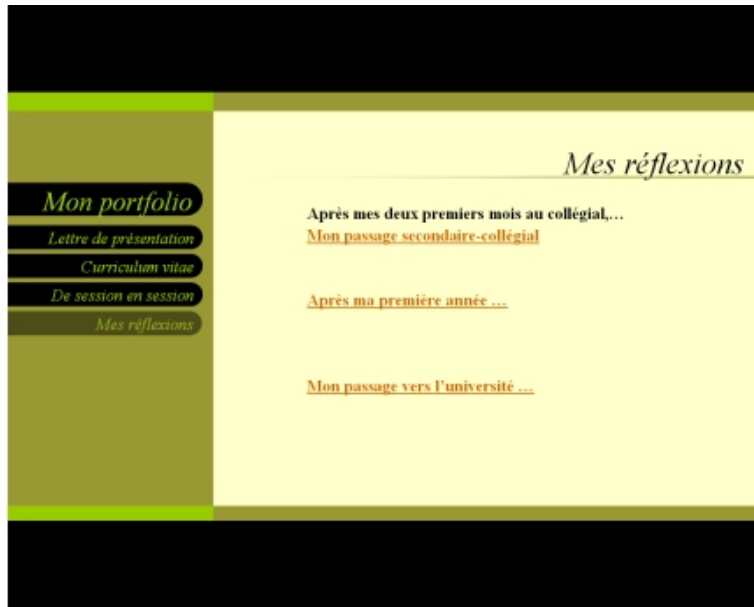 Mes réflexions
Mon portfolio
Lettre de présentation
Curriculum vitae
De session en session
Mes réflexions
Après mes deux premiers mois au collégial,…
Mon passage secondaire-collégial
Après ma première année …
Mon passage vers l'université …